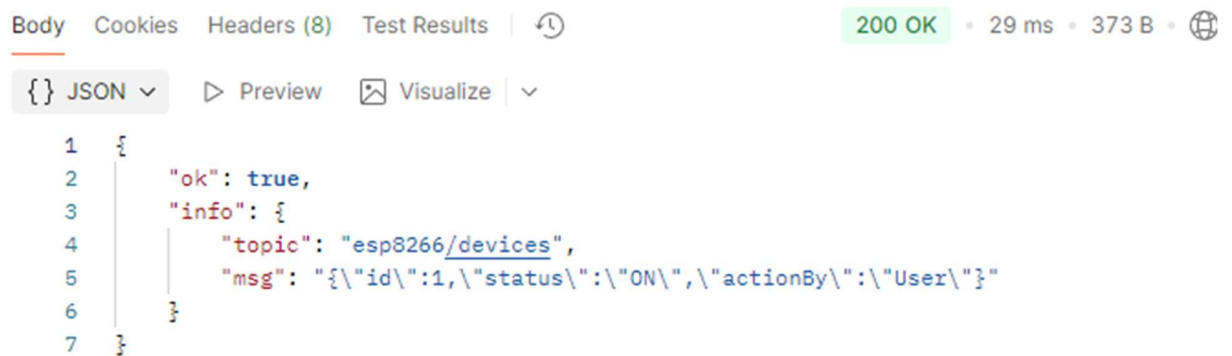 Body Cookies Headers (8) Test Results 200 OK • 29 ms • 373 B •
{} JSON Preview Visualize
1 {
2 "ok": true,
3 "info": {
4 "topic": "esp8266/devices",
5 "msg": "{\"id\":1,\"status\":\"ON\",\"actionBy\":\"User\"}"
6 }
7 }